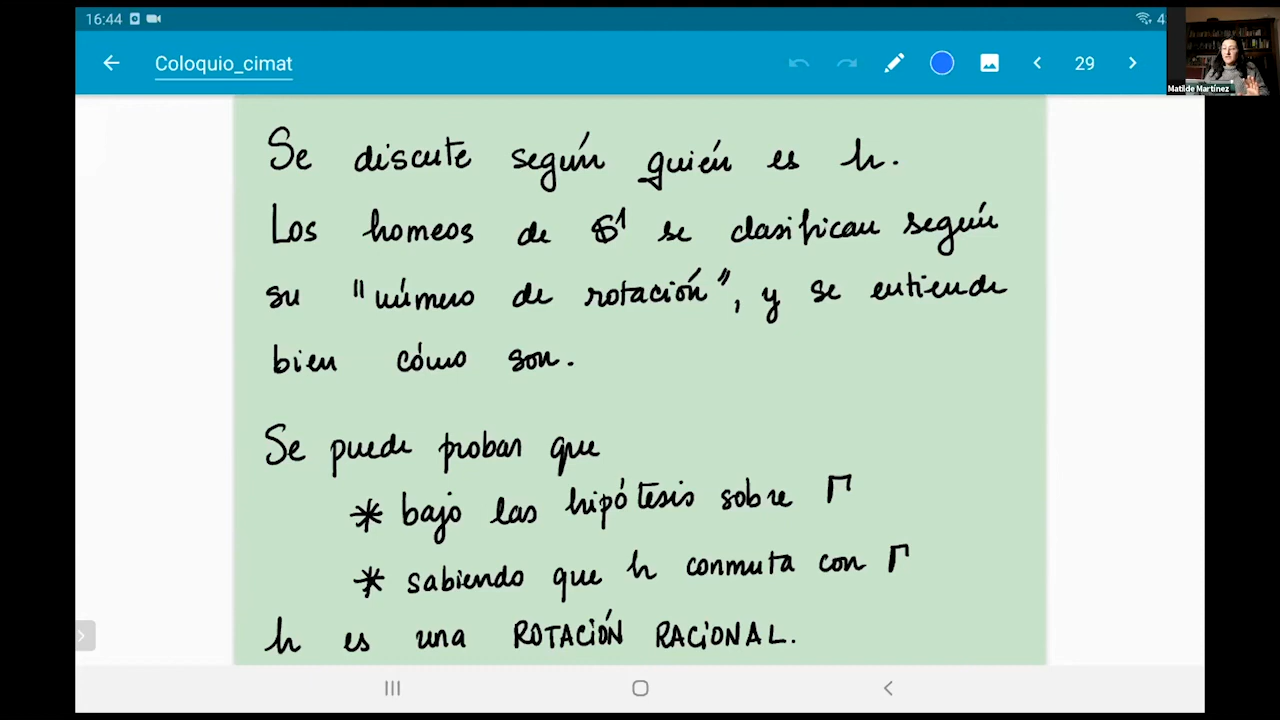 16:44
4
Coloquio_cimat
29
Matilde Martínez
Se discute según quién es h.
Los homeos de S¹ se clasifican según
su "número de rotación", y se entiende
bien cómo son.
Se puede probar que
* bajo las hipótesis sobre Γ
* sabiendo que h conmuta con Γ
h es una ROTACIÓN RACIONAL.